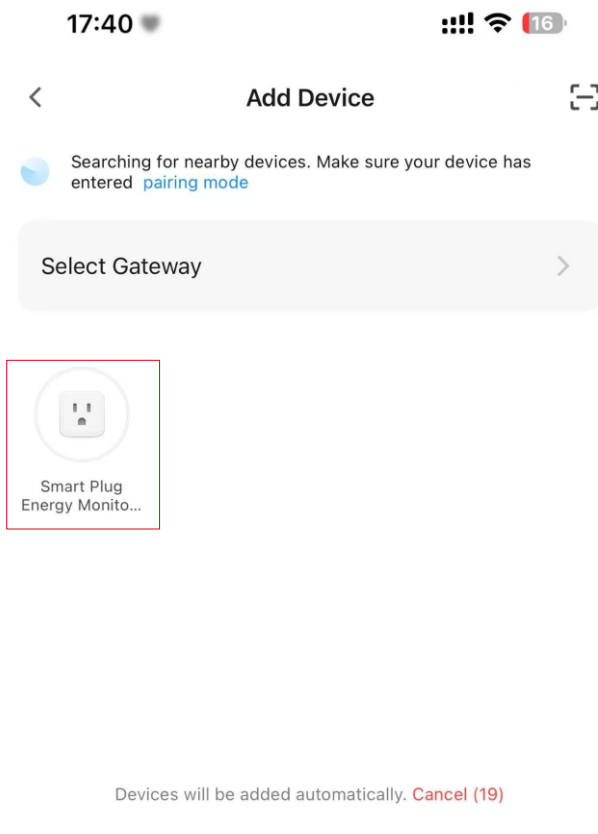 17:40
16
Add Device
Searching for nearby devices. Make sure your device has
entered pairing mode
Select Gateway
Smart Plug
Energy Monito...
Devices will be added automatically. Cancel (19)